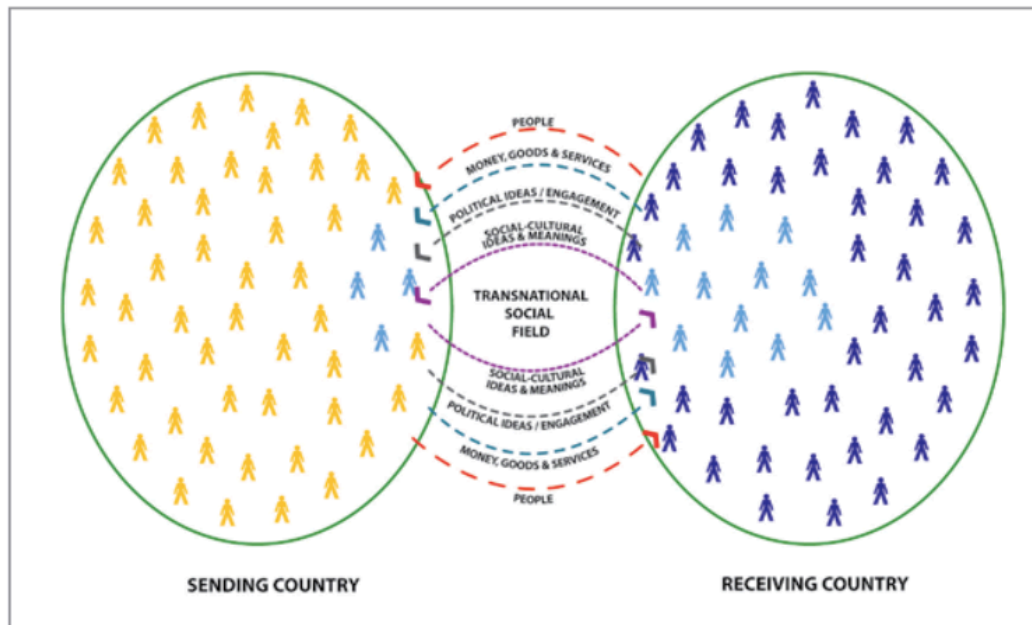 PEOPLE
MONEY, GOODS & SERVICES
POLITICAL IDEAS / ENGAGEMENT
SOCIAL-CULTURAL
IDEAS & MEANINGS
TRANSNATIONAL
SOCIAL
FIELD
SOCIAL-CULTURAL
IDEAS & MEANINGS
POLITICAL IDEAS / ENGAGEMENT
MONEY, GOODS & SERVICES
PEOPLE
SENDING COUNTRY
RECEIVING COUNTRY